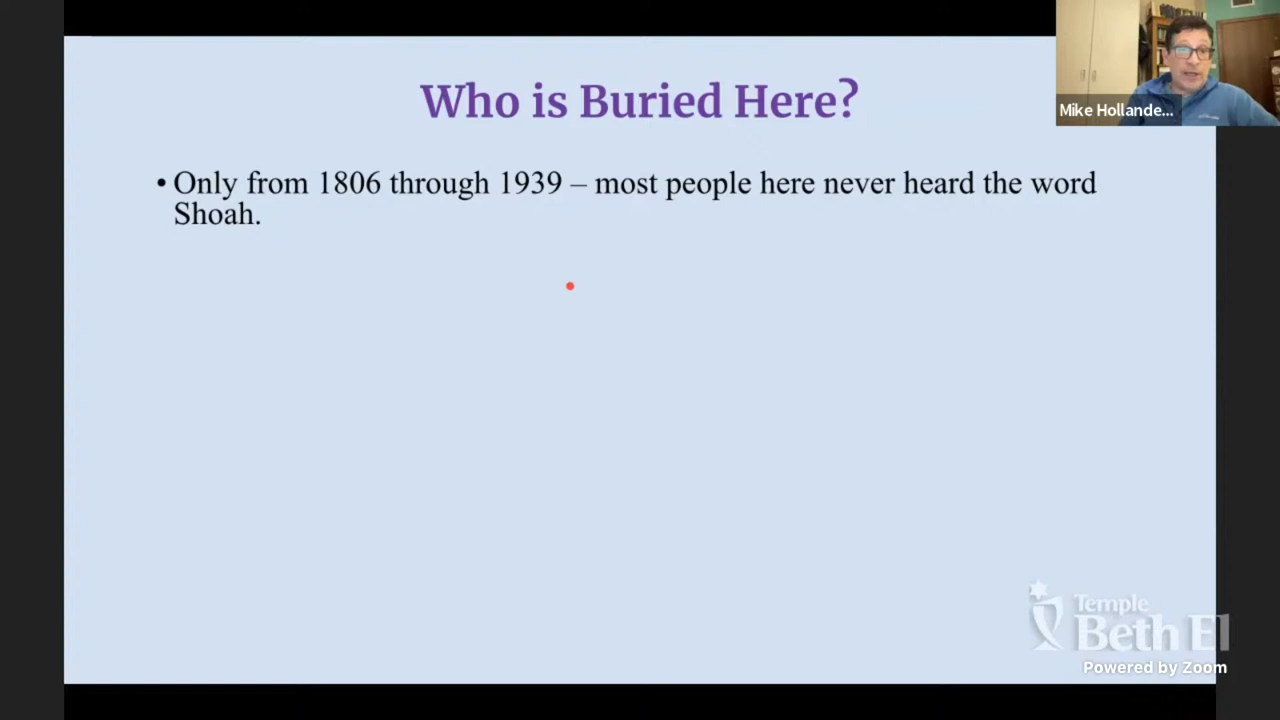 Who is Buried Here?
Mike Hollande...
• Only from 1806 through 1939 – most people here never heard the word
Shoah.
Temple
Beth El
Powered by Zoom